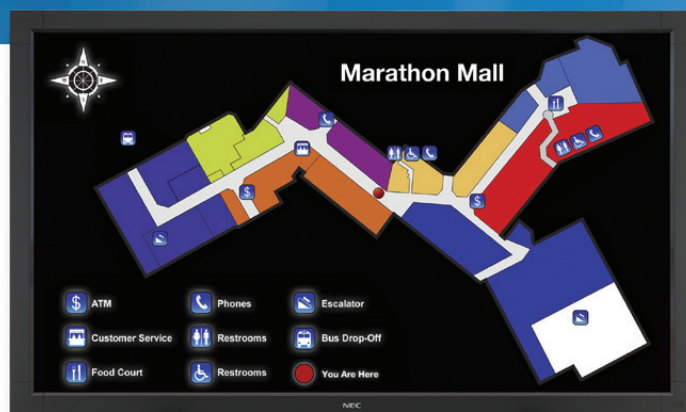 Marathon Mall
$ ATM
Phones
Escalator
Customer Service
Restrooms
Bus Drop-Off
Food Court
Restrooms
You Are Here
NEC